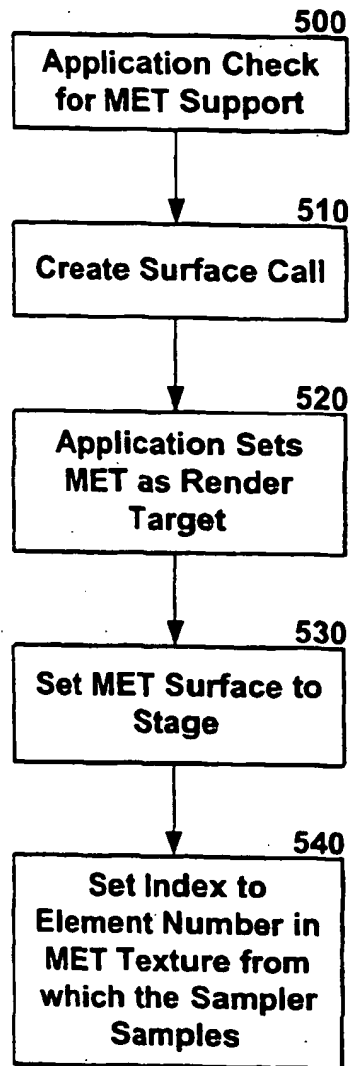 500
Application Check
for MET Support
510
Create Surface Call
520
Application Sets
MET as Render
Target
530
Set MET Surface to
Stage
540
Set Index to
Element Number in
MET Texture from
which the Sampler
Samples